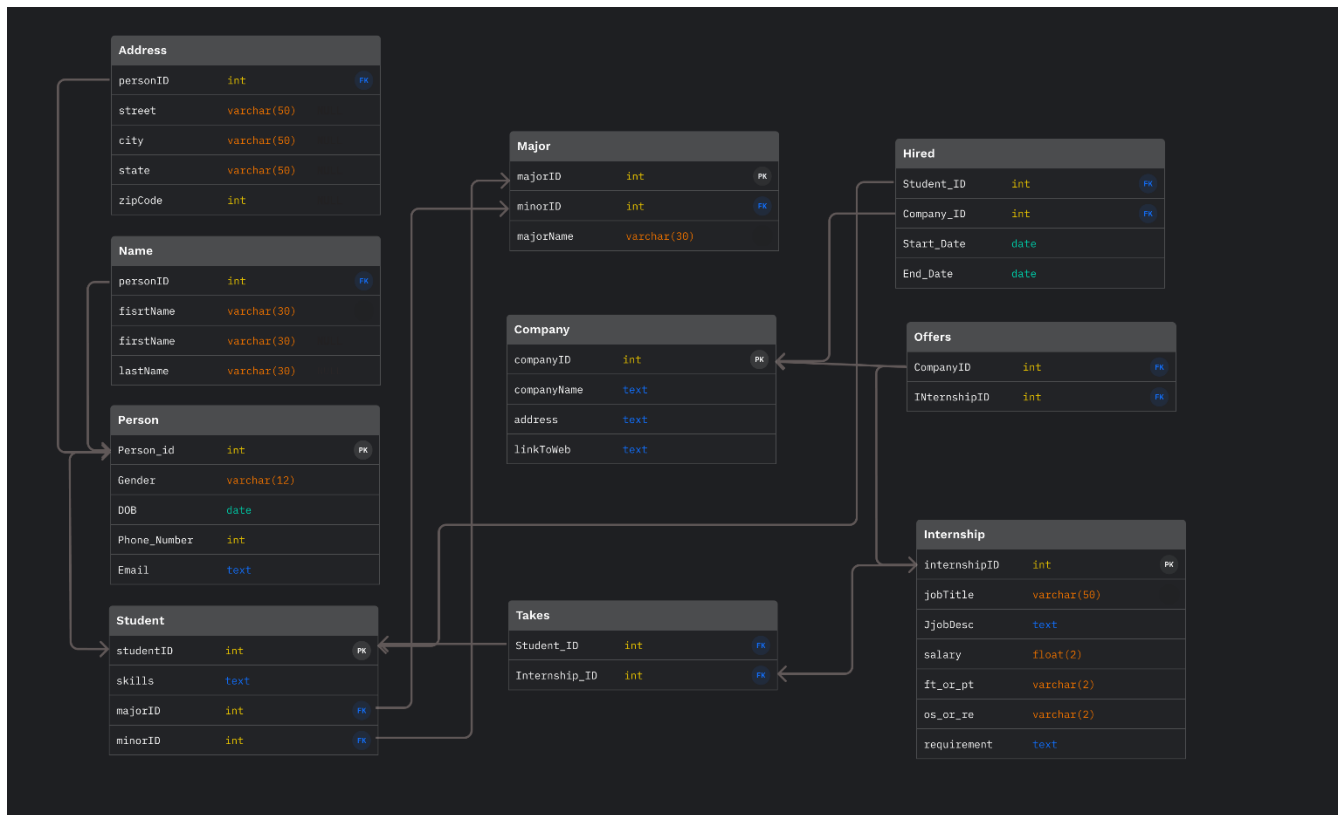 Address
personID int FK
street varchar(50)
city varchar(50)
state varchar(50)
zipCode int
Name
personID int FK
fisrtName varchar(30)
firstName varchar(30)
lastName varchar(30)
Person
Person_id int PK
Gender varchar(12)
DOB date
Phone_Number int
Email text
Student
studentID int PK
skills text
majorID int FK
minorID int FK
Major
majorID int PK
minorID int FK
majorName varchar(30)
Company
companyID int PK
companyName text
address text
linkToWeb text
Takes
Student_ID int FK
Internship_ID int FK
Hired
Student_ID int FK
Company_ID int FK
Start_Date date
End_Date date
Offers
CompanyID int FK
INternshipID int FK
Internship
internshipID int PK
jobTitle varchar(50)
JjobDesc text
salary float(2)
ft_or_pt varchar(2)
os_or_re varchar(2)
requirement text